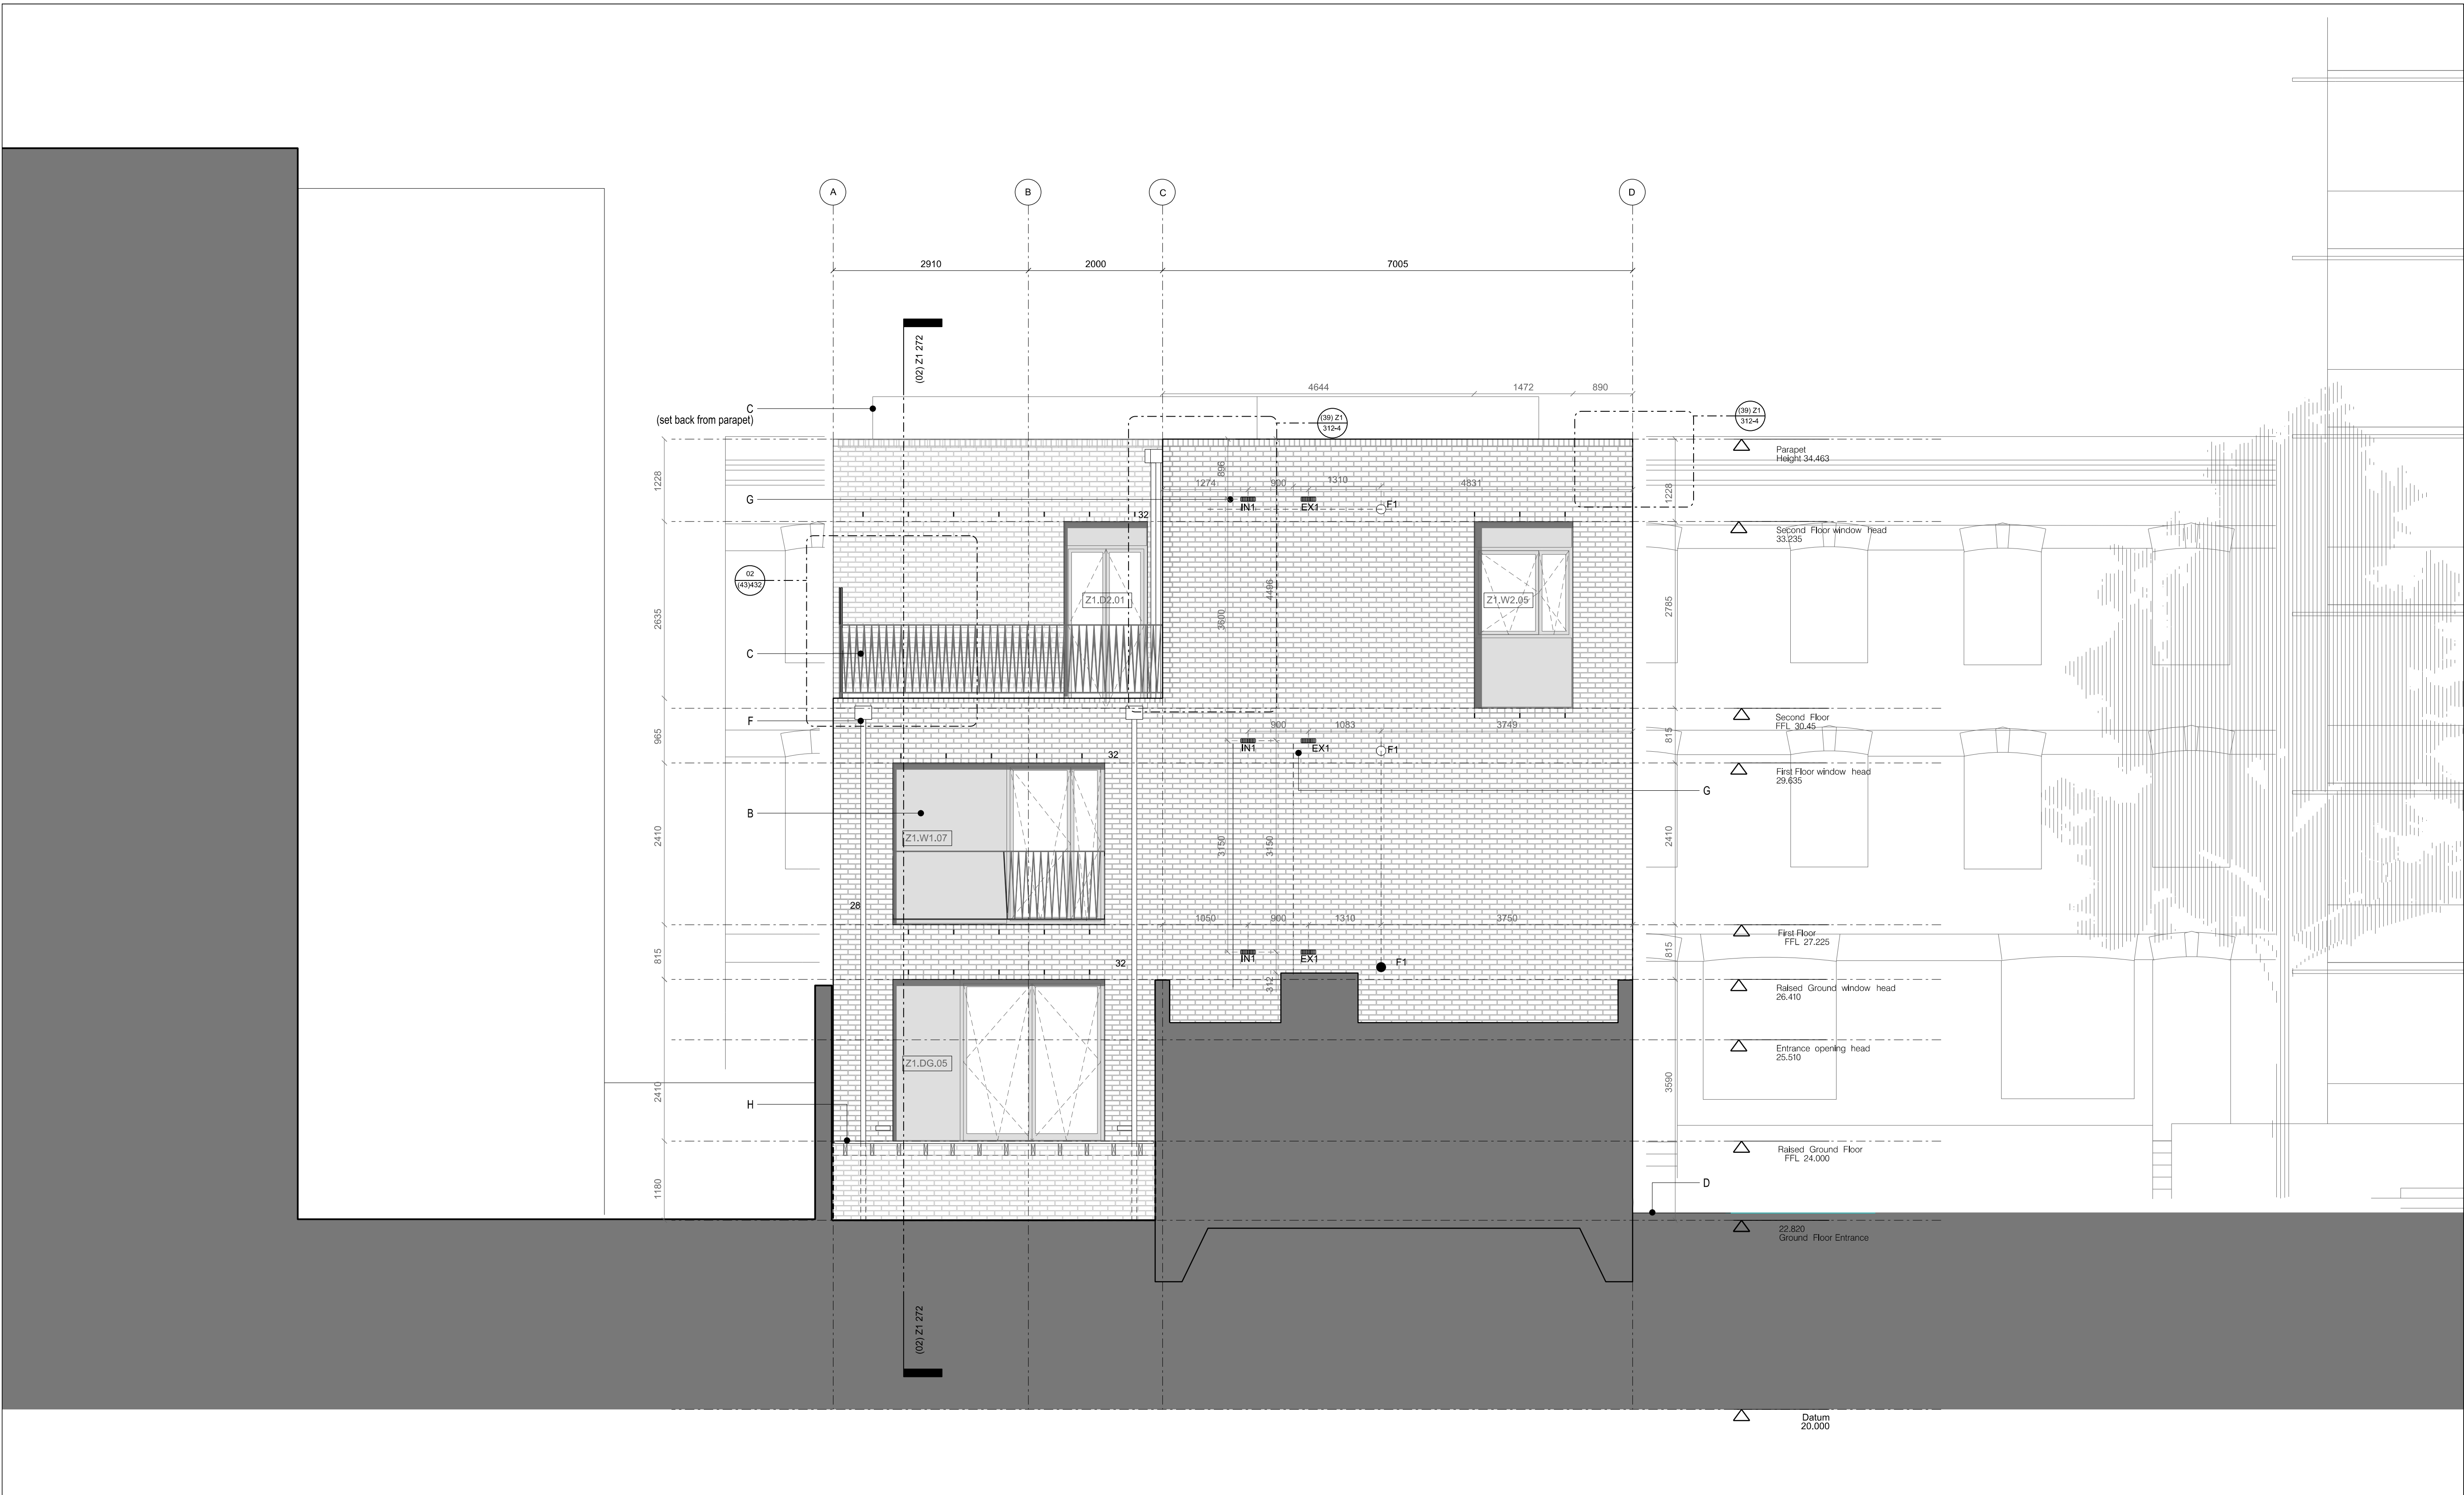 A
B
C
D
2910
2000
7005
(02) Z1 272
4644
1472
890
C
(set back from parapet)
(39) Z1
312-4
(39) Z1
312-4
Parapet
Height 34.463
1228
896
1274
900
1310
4831
1228
G
IN1
EX1
F1
32
Second Floor window head
33.235
02
(43)432
Z1.D2.01
Z1.W2.05
2635
3600
4496
2785
C
F
Second Floor
FFL 30.45
965
900
1083
3749
815
IN1
EX1
F1
32
First Floor window head
29.635
G
B
Z1.W1.07
2410
3150
3150
2410
28
1050
900
1310
3750
First Floor
FFL 27.225
815
815
32
IN1
EX1
F1
312
Raised Ground window head
26.410
Entrance opening head
25.510
Z1.DG.05
2410
3590
H
Raised Ground Floor
FFL 24.000
1180
D
22.820
Ground Floor Entrance
(02) Z1 272
Datum
20.000